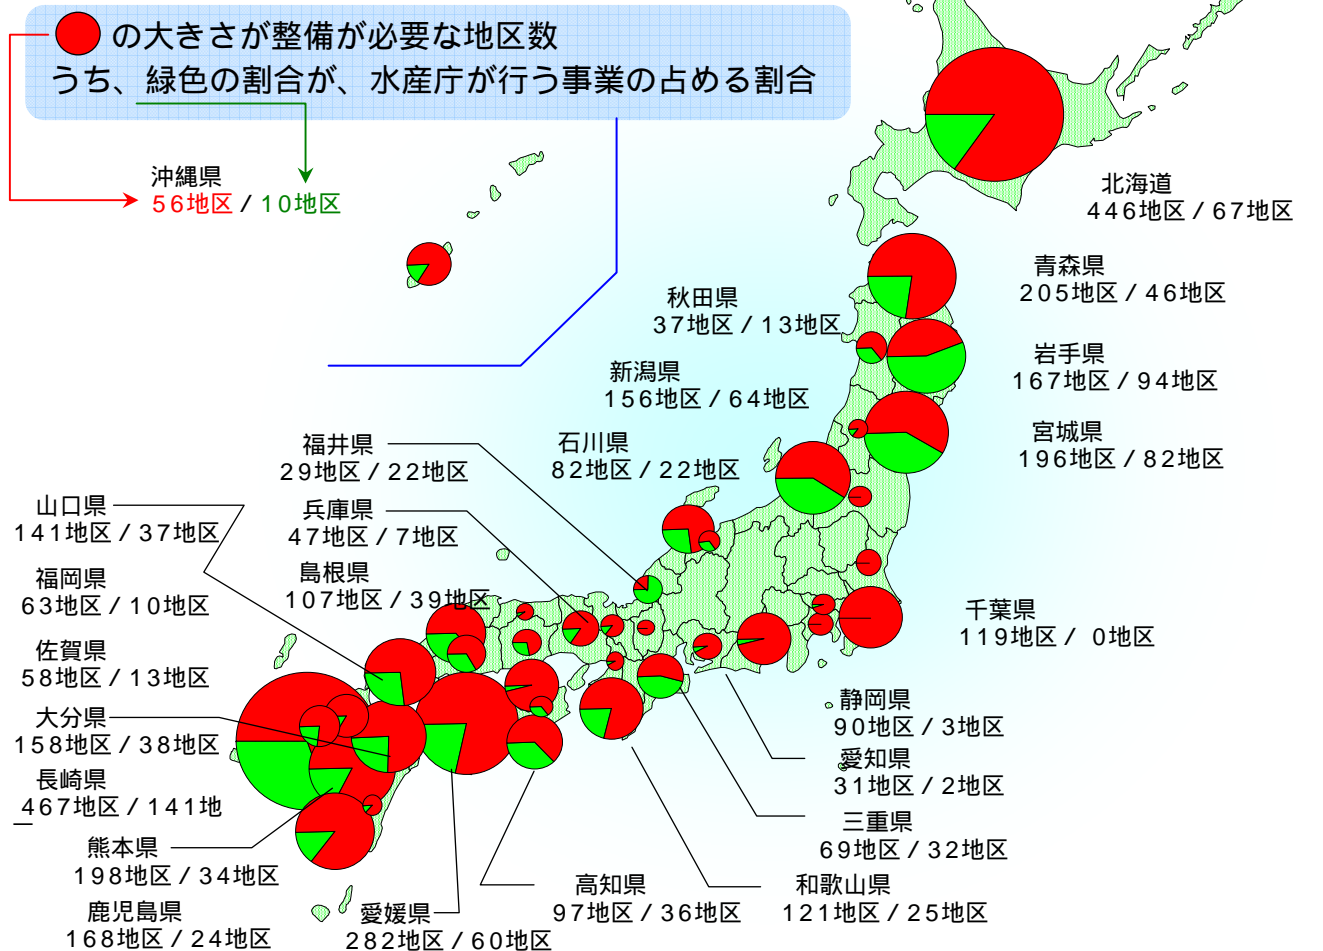 の大きさが整備が必要な地区数
うち、緑色の割合が、水産庁が行う事業の占める割合
沖縄県
56地区/10地区
北海道
446地区/67地区
青森県
205地区/46地区
秋田県
37地区/13地区
岩手県
167地区/94地区
新潟県
156地区/64地区
宮城県
196地区/82地区
福井県
29地区/22地区
石川県
82地区/22地区
山口県
141地区/37地区
兵庫県
47地区/7地区
福岡県
63地区/10地区
島根県
107地区/39地区
千葉県
119地区/ 0地区
佐賀県
58地区/13地区
大分県
158地区/38地区
静岡県
90地区/3地区
長崎県
467地区/141地
愛知県
31地区/2地区
三重県
69地区/32地区
熊本県
198地区/34地区
高知県
97地区/36地区
和歌山県
121地区/25地区
鹿児島県
168地区/24地区
愛媛県
282地区/60地区